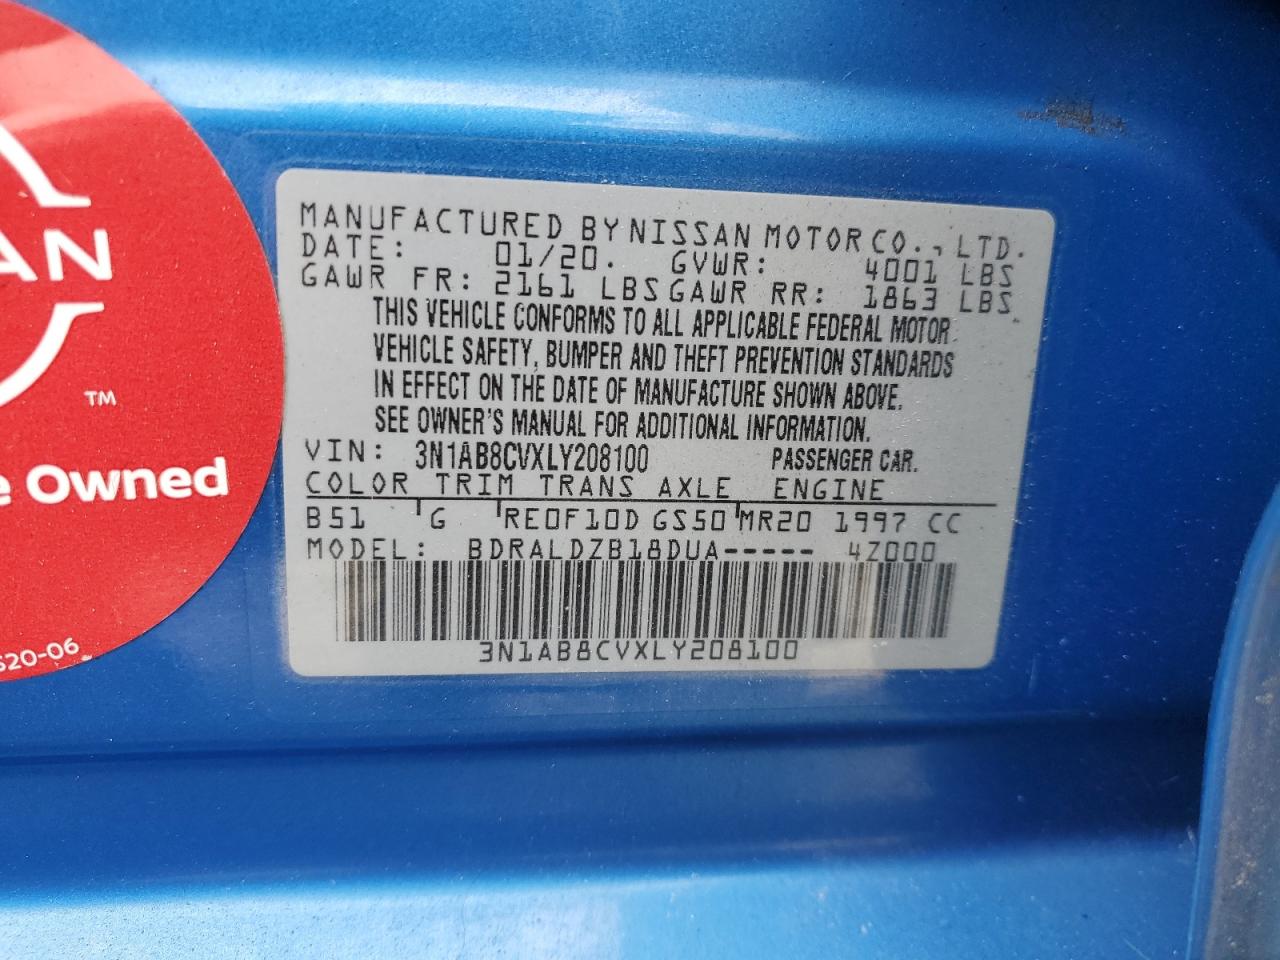 MANUFACTURED BY NISSAN MOTOR CO., LTD.
DATE: 01/20. GVWR: 4001 LBS
GAWR FR: 2161 LBS GAWR RR: 1863 LBS
THIS VEHICLE CONFORMS TO ALL APPLICABLE FEDERAL MOTOR
VEHICLE SAFETY, BUMPER AND THEFT PREVENTION STANDARDS
IN EFFECT ON THE DATE OF MANUFACTURE SHOWN ABOVE.
SEE OWNER'S MANUAL FOR ADDITIONAL INFORMATION.
VIN: 3N1AB8CVXLY208100 PASSENGER CAR.
COLOR TRIM TRANS AXLE ENGINE
B51 G RE0F10D GS50 MR20 1997 CC
MODEL: BDRALDZB18DUA----- 4Z000
3N1AB8CVXLY208100
AN
TM
e Owned
S20-06